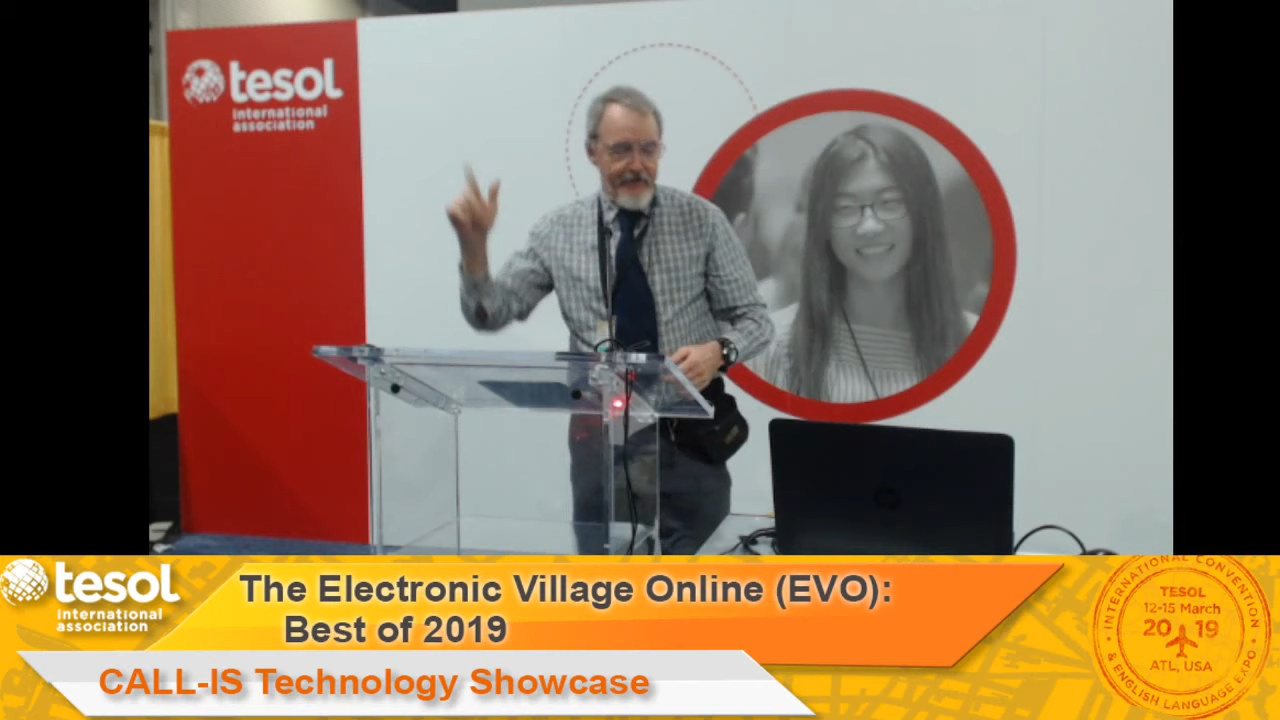 tesol
international
association
tesol
international
association
The Electronic Village Online (EVO):
Best of 2019
CALL-IS Technology Showcase
INTERNATIONAL CONVENTION
TESOL
12-15 March
20 19
ATL, USA
& ENGLISH LANGUAGE EXPO